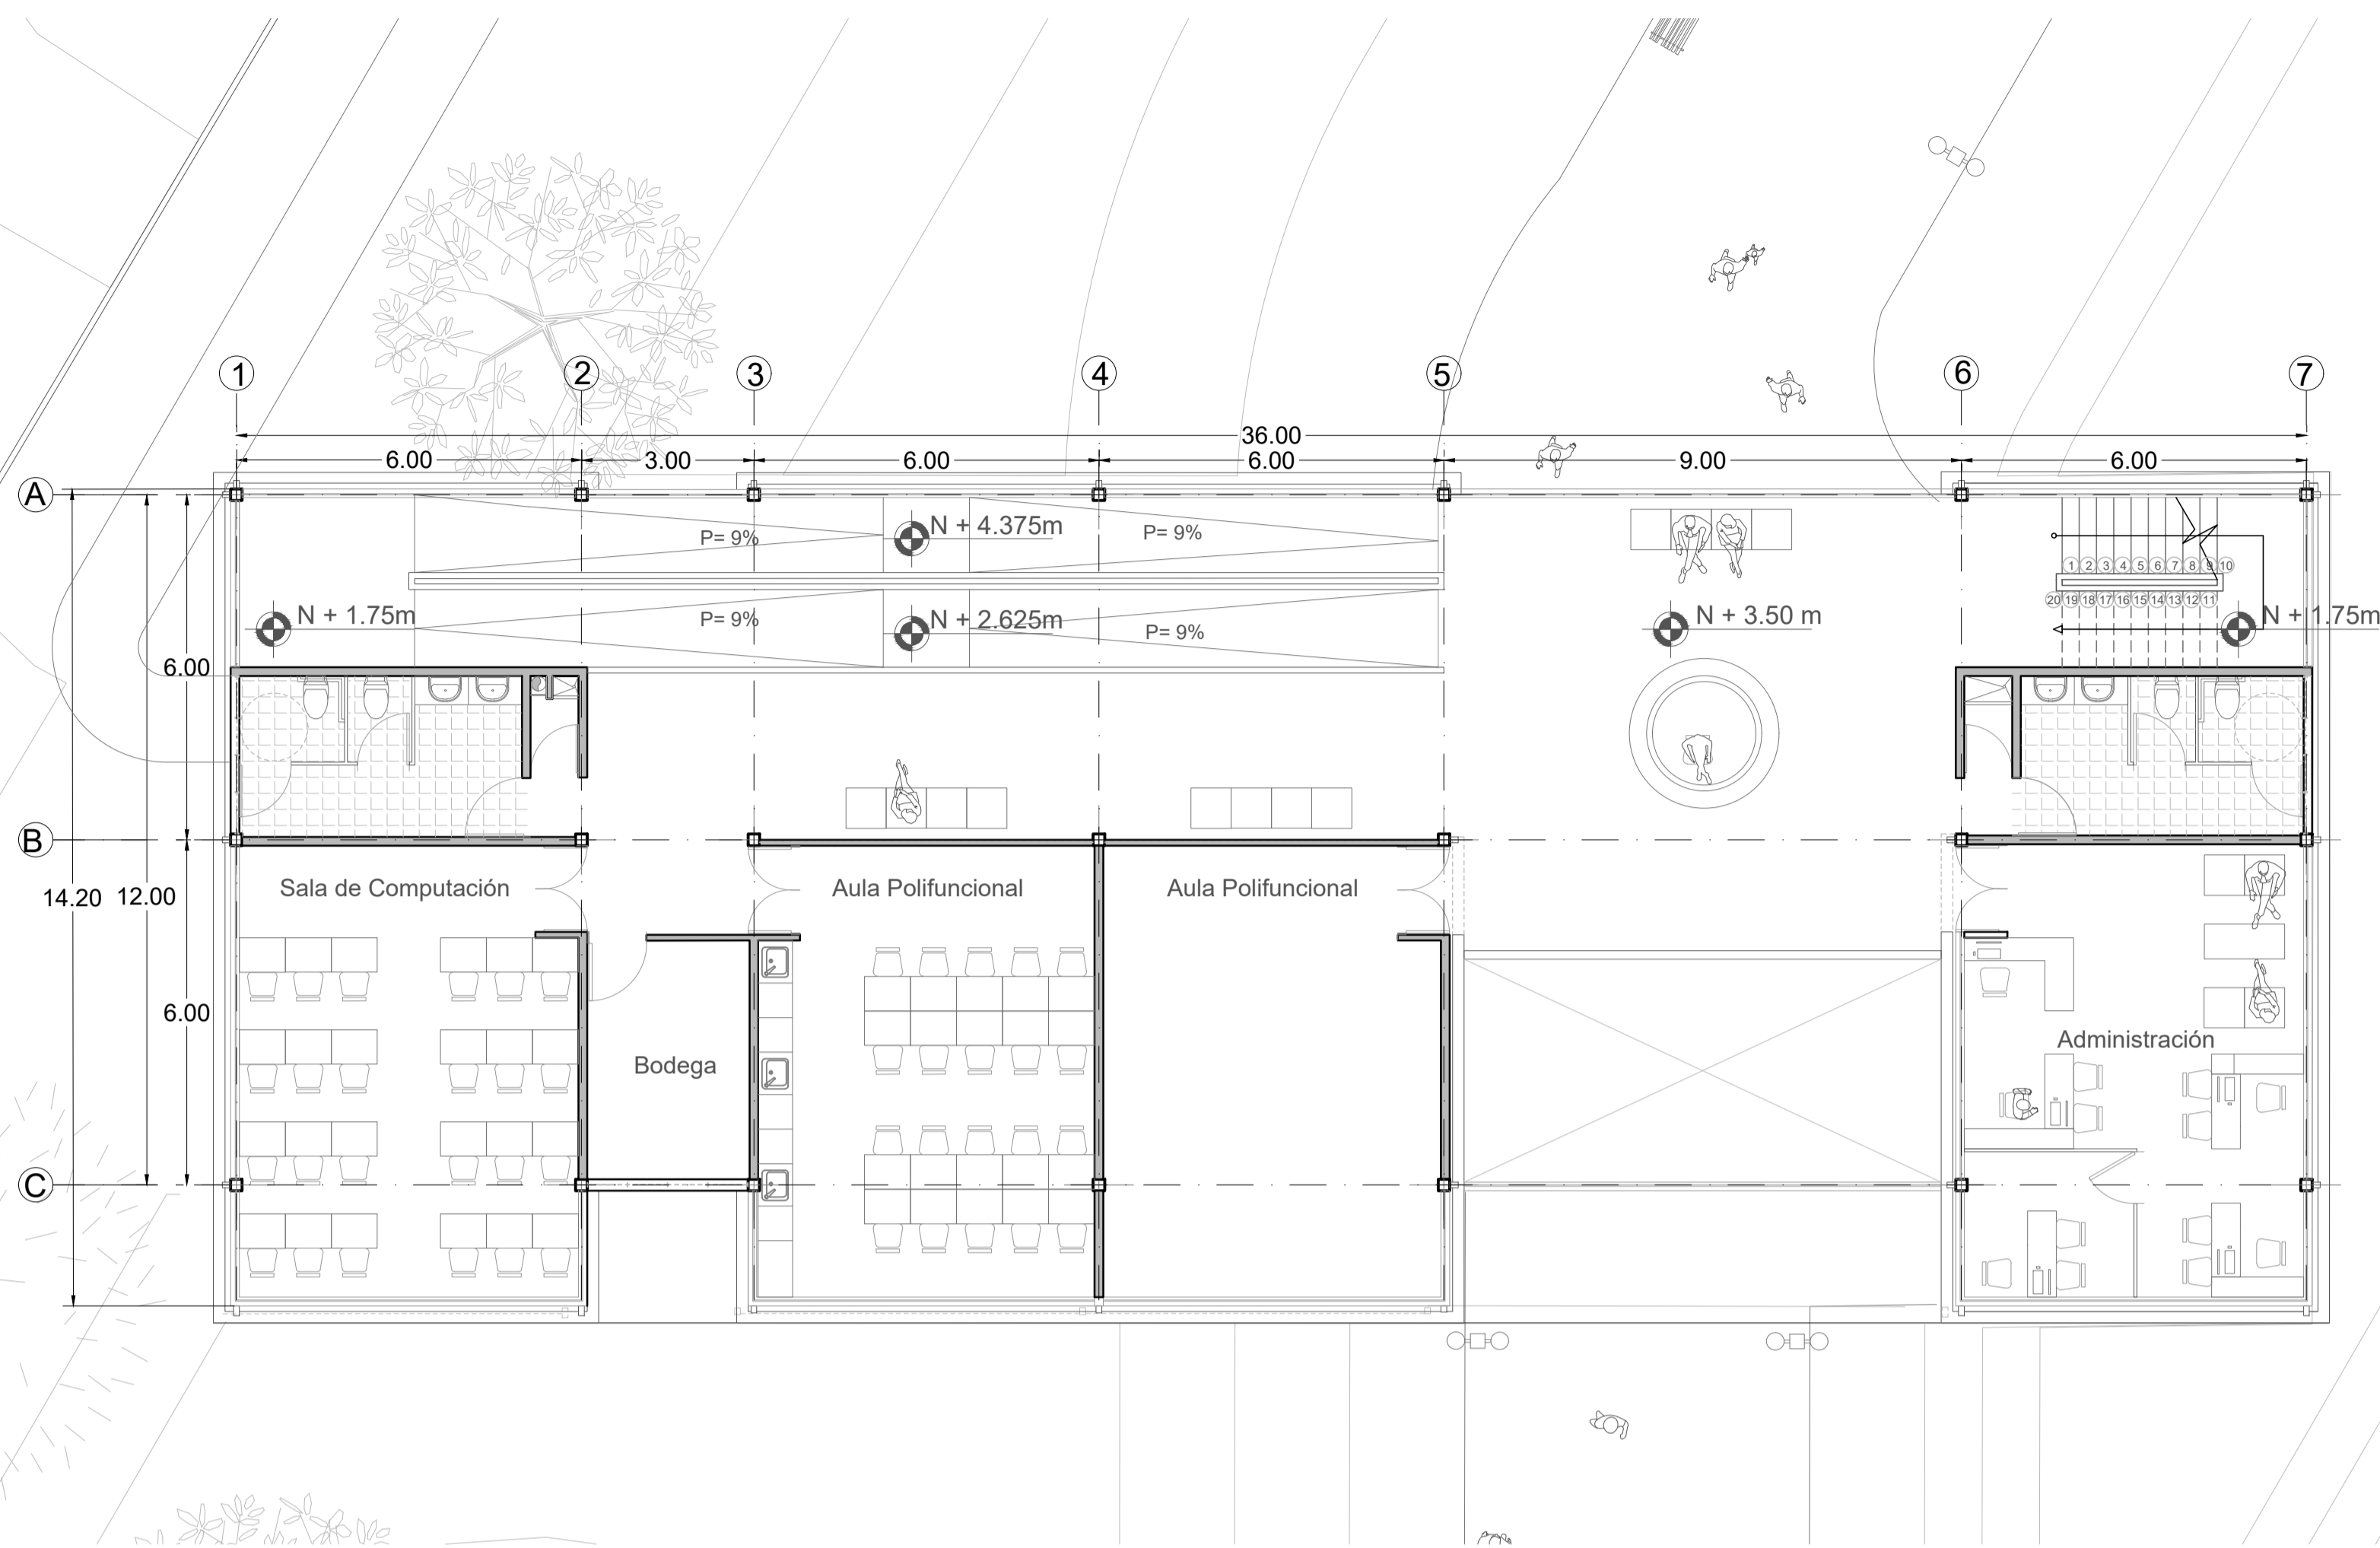 1 2 3 4 5 6 7
36.00
6.00 3.00 6.00 6.00 9.00 6.00
A
N + 4.375m
P= 9% P= 9%
1 2 3 4 5 6 7 8 9 10
20 19 18 17 16 15 14 13 12 11
N + 1.75m P= 9% N + 2.625m P= 9% N + 3.50 m N + 1.75m
6.00
B
Sala de Computación Aula Polifuncional Aula Polifuncional
14.20 12.00
6.00
Administración
Bodega
C